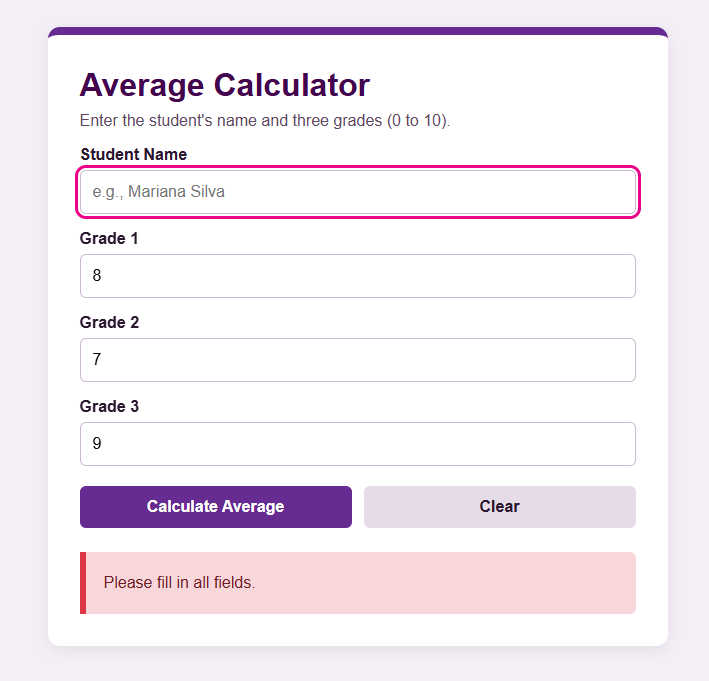 Average Calculator
Enter the student's name and three grades (0 to 10).
Student Name
e.g., Mariana Silva
Grade 1
8
Grade 2
7
Grade 3
9
Calculate Average
Clear
Please fill in all fields.